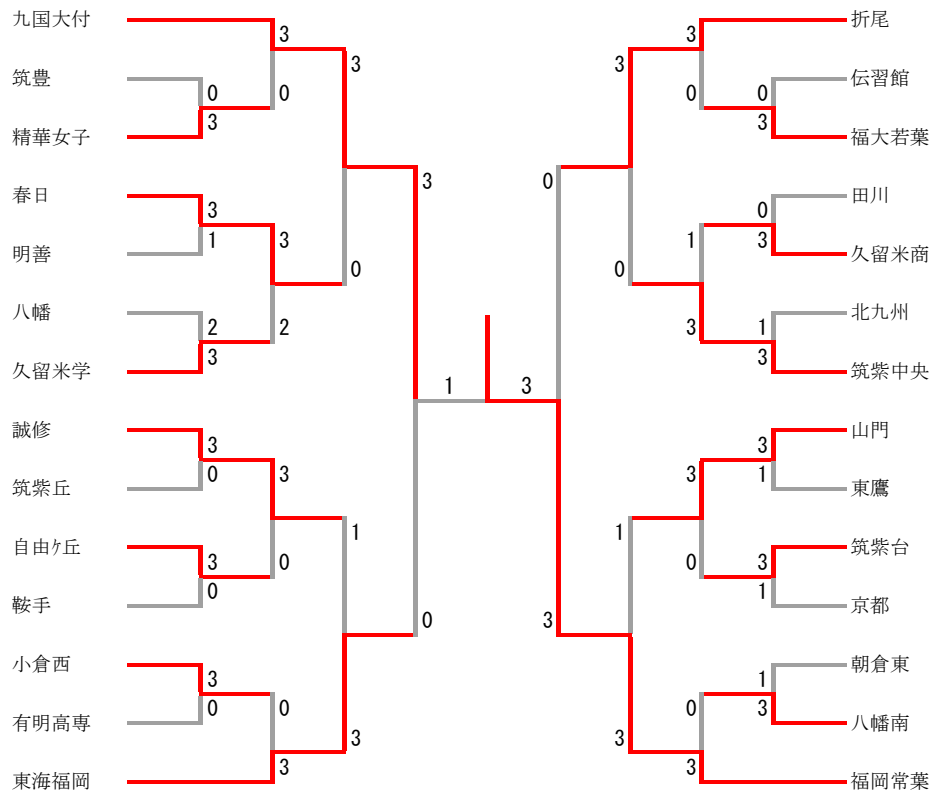 九国大付
筑豊
精華女子
春日
明善
八幡
久留米学
誠修
筑紫丘
自由ケ丘
鞍手
小倉西
有明高専
東海福岡
3
0
0
3
3
3
1
3
0
2
2
3
3
3
0
3
1
3
0
0
0
3
0
0
3
3
1
3
3
3
0
0
3
3
0
0
1
3
0
3
1
3
3
1
3
1
0
3
1
3
1
0
3
3
3
折尾
伝習館
福大若葉
田川
久留米商
北九州
筑紫中央
山門
東鷹
筑紫台
京都
朝倉東
八幡南
福岡常葉